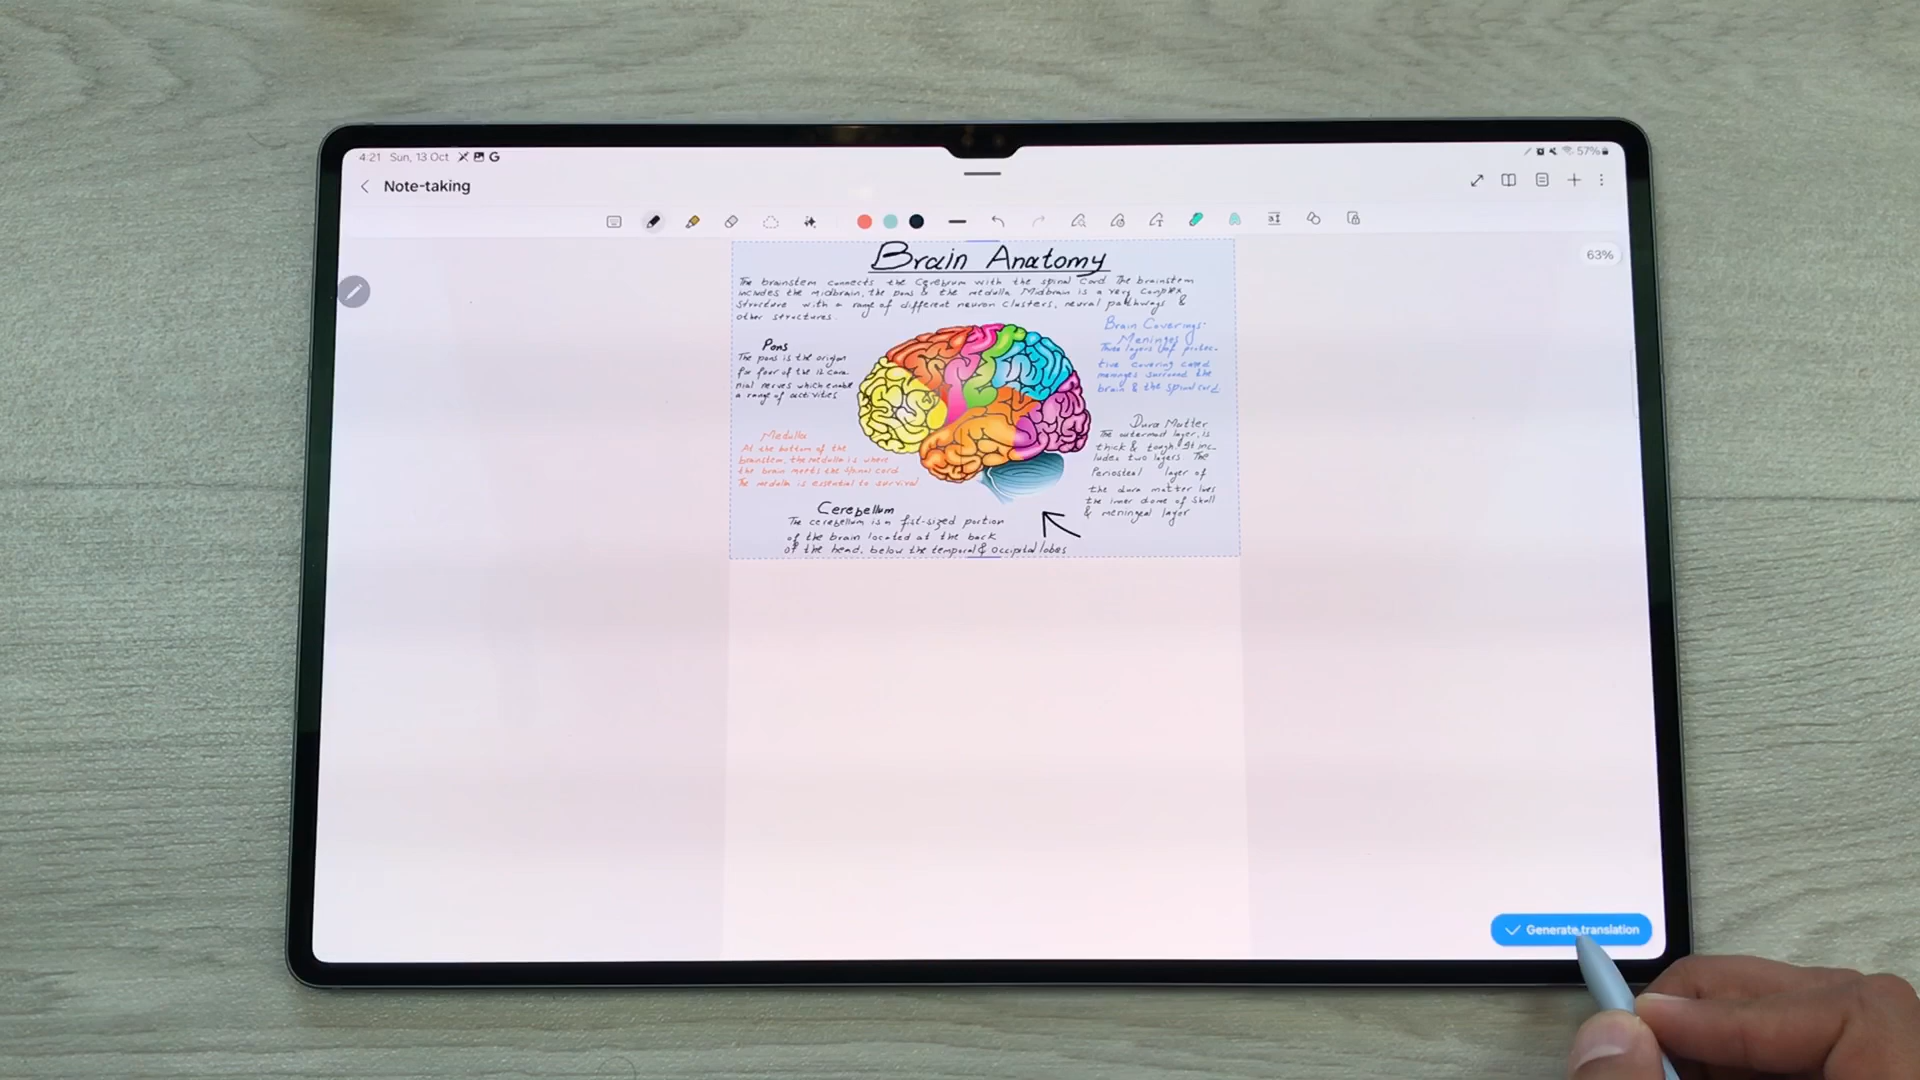 4:21 Sun, 13 Oct G
57%
Note-taking
63%
Brain Anatomy
The brainstem connects the Cerebrum with the spinal Cord The brainstem
includes the midbrain, the pons & the medulla Midbrain is a very complex
structure with a range of different neuron clusters, neural pathways &
other structures.
Pons
The pons is the origion
for four of the 12 cara-
nial nerves which enable
a range of activities
Brain Coverings:
Meninges
Three layers of protec-
tive covering caled
meninges surround the
brain & the spinal cord
Medulla
At the bottom of the
brainstem, the medulla is where
the brain meets the spinal cord
The medulla is essential to survival
Dura Matter
The outermost layer, is
thick & tough. It inc-
ludes two layers The
Periosteal layer of
the dura matter lines
the inner dome of skull
& meningeal layer
Cerebellum
The cerebellum is a fist-sized portion
of the brain located at the back
of the head, below the temporal & occipital lobes
Generate translation